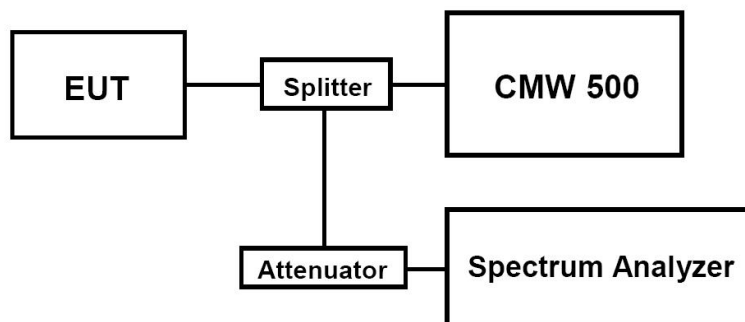 EUT
Splitter
CMW 500
Attenuator
Spectrum Analyzer